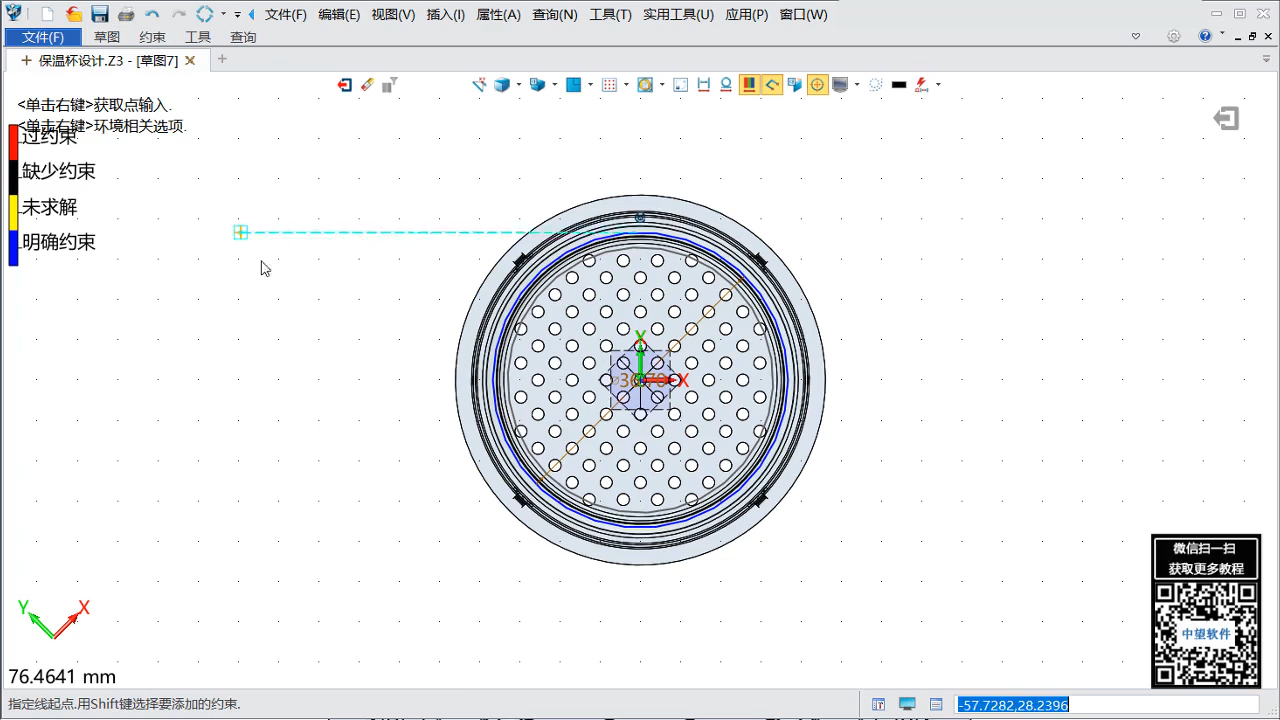 文件(F) 编辑(E) 视图(V) 插入(I) 属性(A) 查询(N) 工具(T) 实用工具(U) 应用(P) 窗口(W)
文件(F) 草图 约束 工具 查询
保温杯设计.Z3 - [草图7]
<单击右键>获取点输入.
<单击右键>环境相关选项.
过约束
缺少约束
未求解
明确约束
Y
X
Y
X
76.4641 mm
微信扫一扫
获取更多教程
中望软件
指定线起点.用Shift键选择要添加的约束.
-57.7282,28.2396